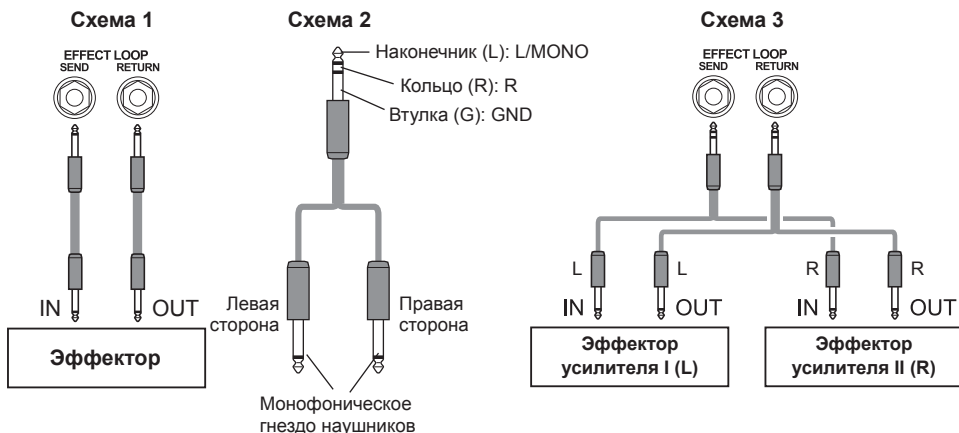 Схема 1
EFFECT LOOP
SEND
RETURN
IN
OUT
Эффектор
Схема 2
Наконечник (L): L/MONO
Кольцо (R): R
Втулка (G): GND
Левая
сторона
Правая
сторона
Монофоническое
гнездо наушников
Схема 3
EFFECT LOOP
SEND
RETURN
L
L
R
R
IN
OUT
IN
OUT
Эффектор
усилителя I (L)
Эффектор
усилителя II (R)